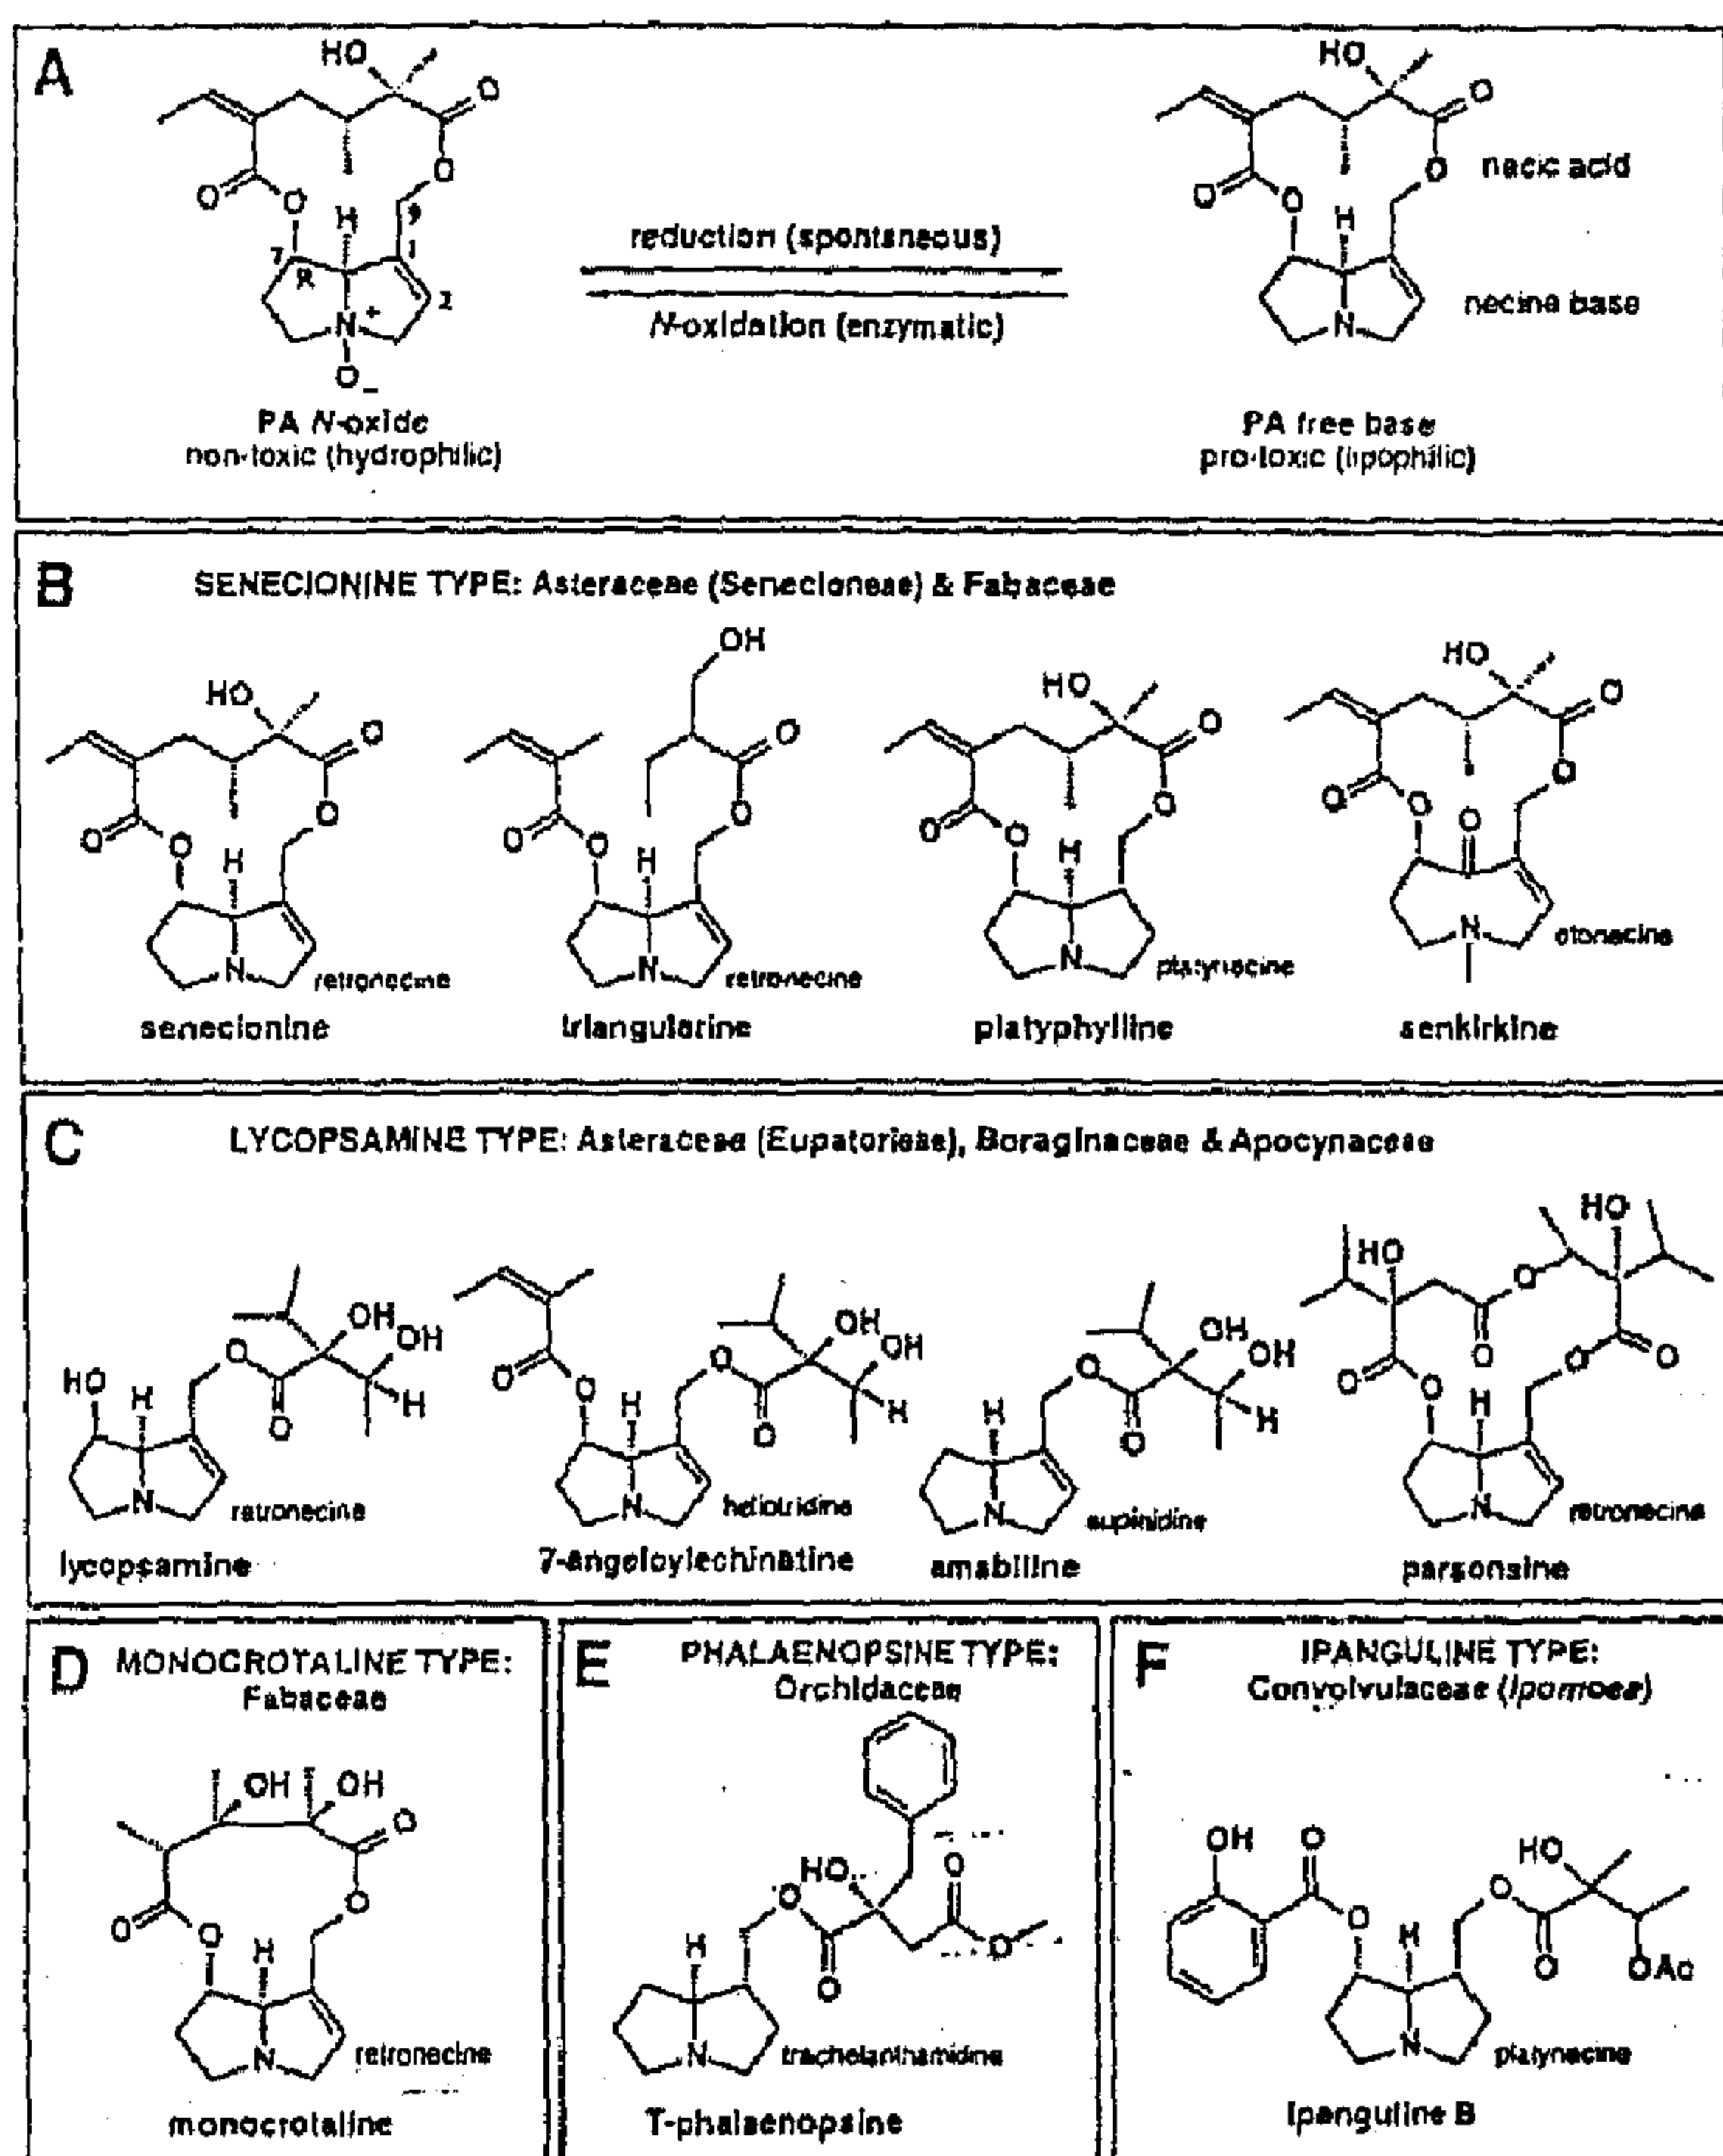 A
HO
O
O
O
O
H
9
7
R
1
2
N
+
O
−
PA N-oxide
non-toxic (hydrophilic)
reduction (spontaneous)
N-oxidation (enzymatic)
HO
O
O
O
O
H
N
necic acid
necine base
PA free base
pro-toxic (lipophilic)
B
SENECIONINE TYPE: Asteraceae (Senecioneae) & Fabaceae
HO
O
O
O
O
H
N
retronecine
senecionine
OH
O
O
O
O
H
N
retronecine
triangularine
HO
O
O
O
O
H
N
platynecine
platyphylline
HO
O
O
O
O
O
N
otonecine
senkirkine
C
LYCOPSAMINE TYPE: Asteraceae (Eupatorieae), Boraginaceae & Apocynaceae
HO
H
O
O
OH
OH
H
N
retronecine
lycopsamine
O
O
H
O
O
OH
OH
H
N
heliotridine
7-angeloylechinatine
H
O
O
OH
OH
H
N
supinidine
amabiline
HO
HO
O
O
O
O
O
O
H
N
retronecine
parsonsine
D
MONOCROTALINE TYPE:
Fabaceae
OH
OH
O
O
O
O
H
N
retronecine
monocrotaline
E
PHALAENOPSINE TYPE:
Orchidaceae
HO
O
O
O
O
H
N
trachelanthamidine
T-phalaenopsine
F
IPANGULINE TYPE:
Convolvulaceae (Ipomoea)
OH
O
O
HO
O
O
OAc
H
N
platynecine
Ipanguline B